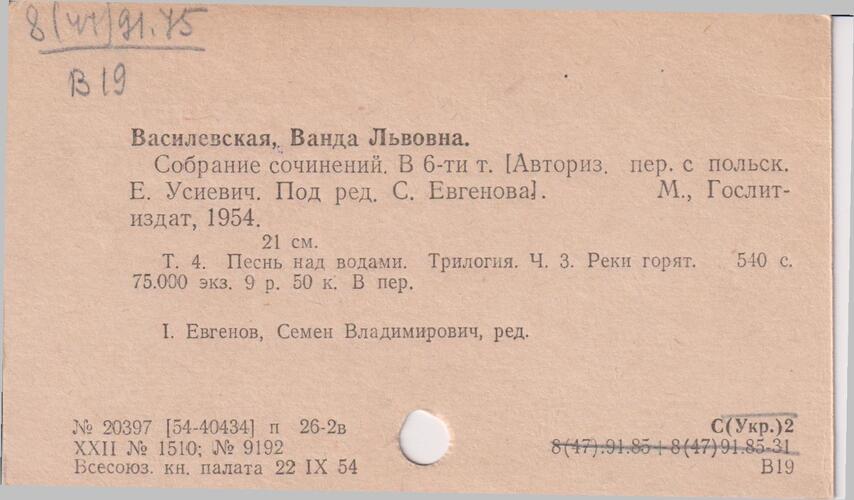 8(47)91.75
В19
Василевская, Ванда Львовна.
Собрание сочинений. В 6-ти т. [Авториз. пер. с польск.
Е. Усиевич. Под ред. С. Евгенова]. М., Гослит-
издат, 1954.
21 см.
Т. 4. Песнь над водами. Трилогия. Ч. 3. Реки горят. 540 с.
75.000 экз. 9 р. 50 к. В пер.
I. Евгенов, Семен Владимирович, ред.
№ 20397 [54-40434] п 26-2в
XXII № 1510; № 9192
Всесоюз. кн. палата 22 IX 54
С(Укр.)2
8(47):91.85+8(47)91.85-31
В19